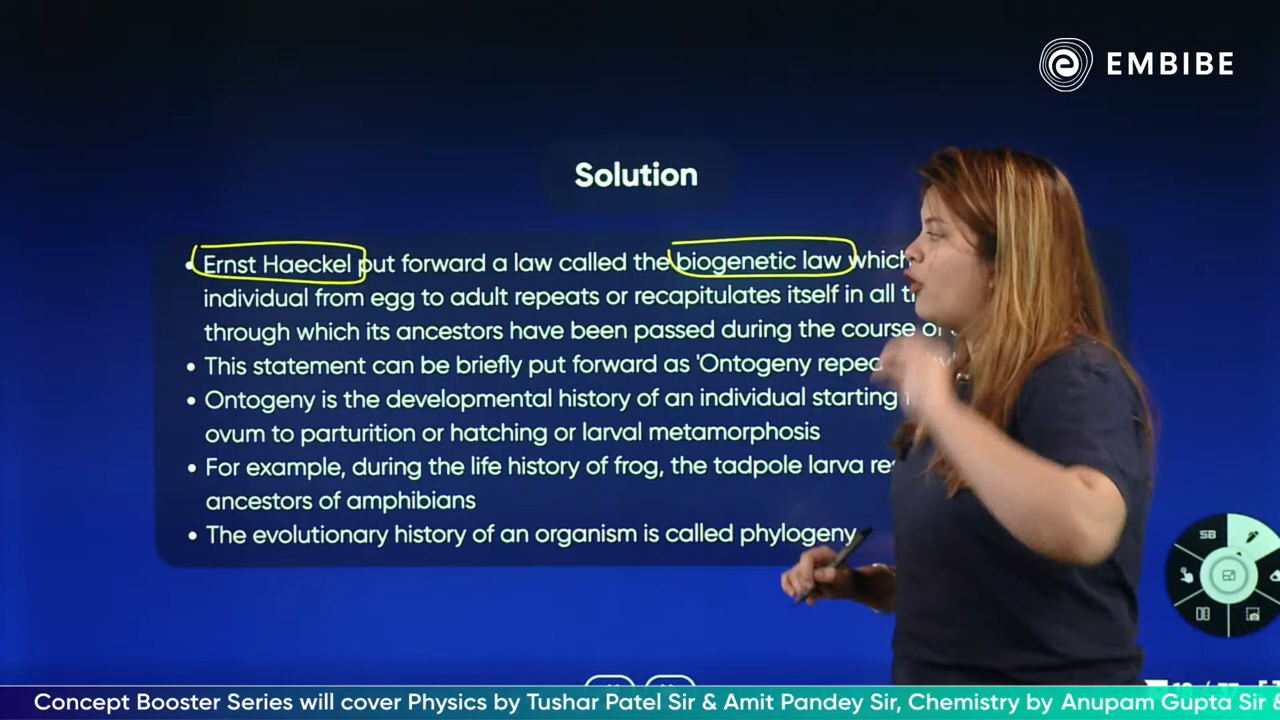 EMBIBE
Solution
• Ernst Haeckel put forward a law called the biogenetic law which
individual from egg to adult repeats or recapitulates itself in all
through which its ancestors have been passed during the course
• This statement can be briefly put forward as 'Ontogeny
• Ontogeny is the developmental history of an individual starting
ovum to parturition or hatching or larval metamorphosis
• For example, during the life history of frog, the tadpole larva
ancestors of amphibians
• The evolutionary history of an organism is called phylogeny
SB
Concept Booster Series will cover Physics by Tushar Patel Sir & Amit Pandey Sir, Chemistry by Anupam Gupta Sir &